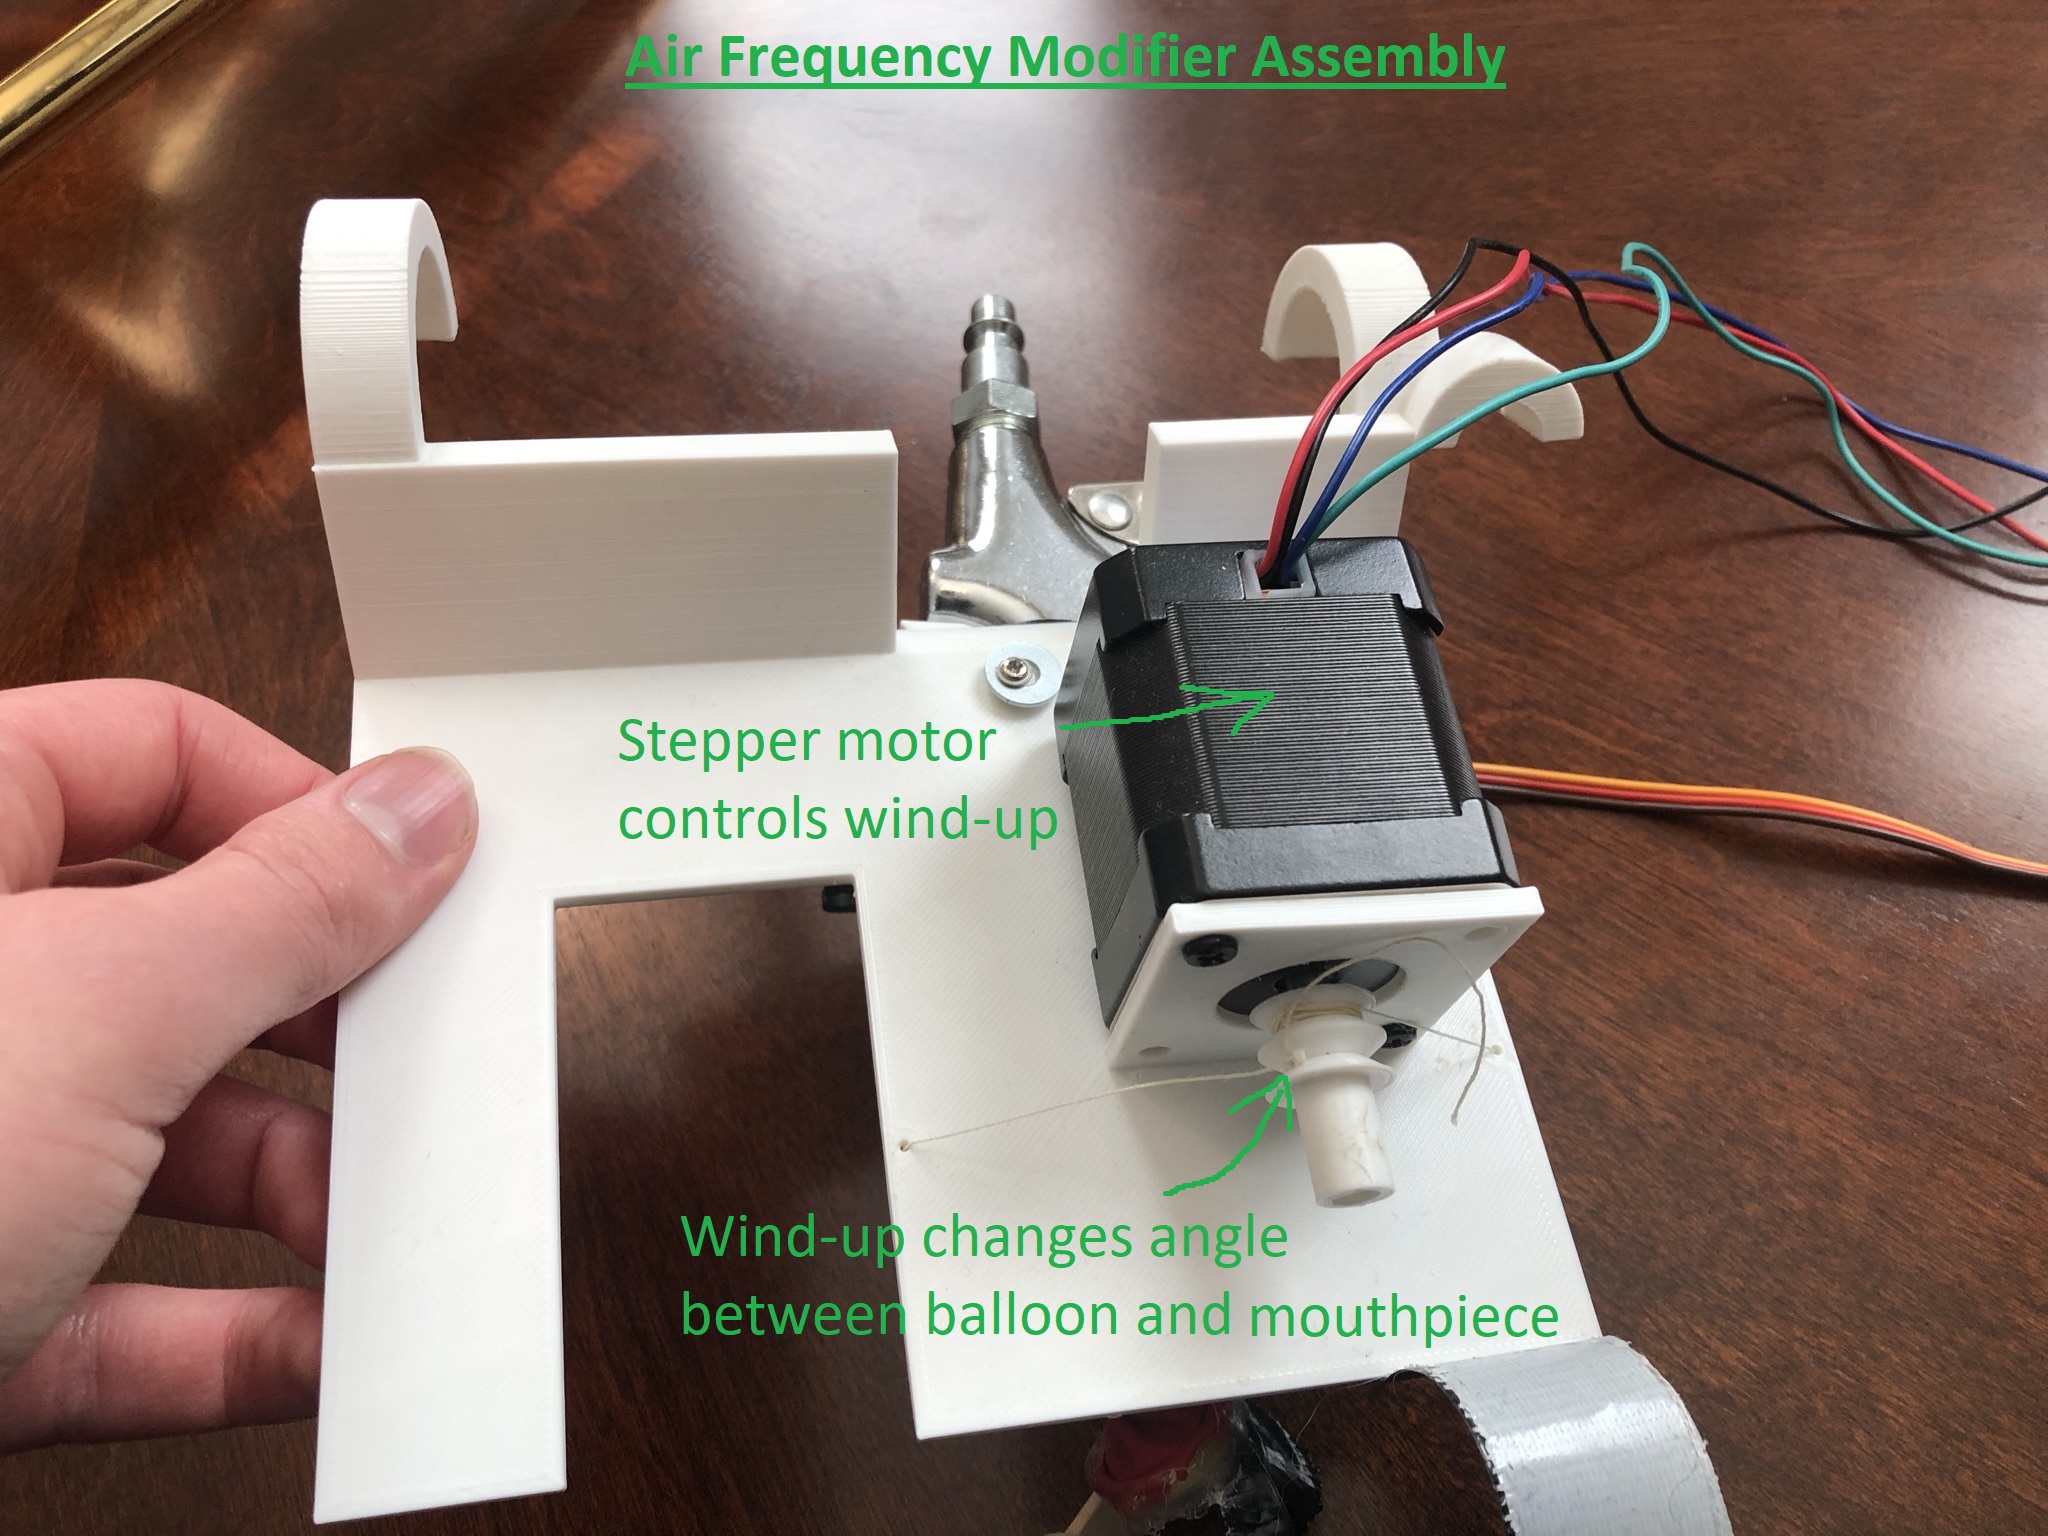 Air Frequency Modifier Assembly
Stepper motor
controls wind-up
Wind-up changes angle
between balloon and mouthpiece